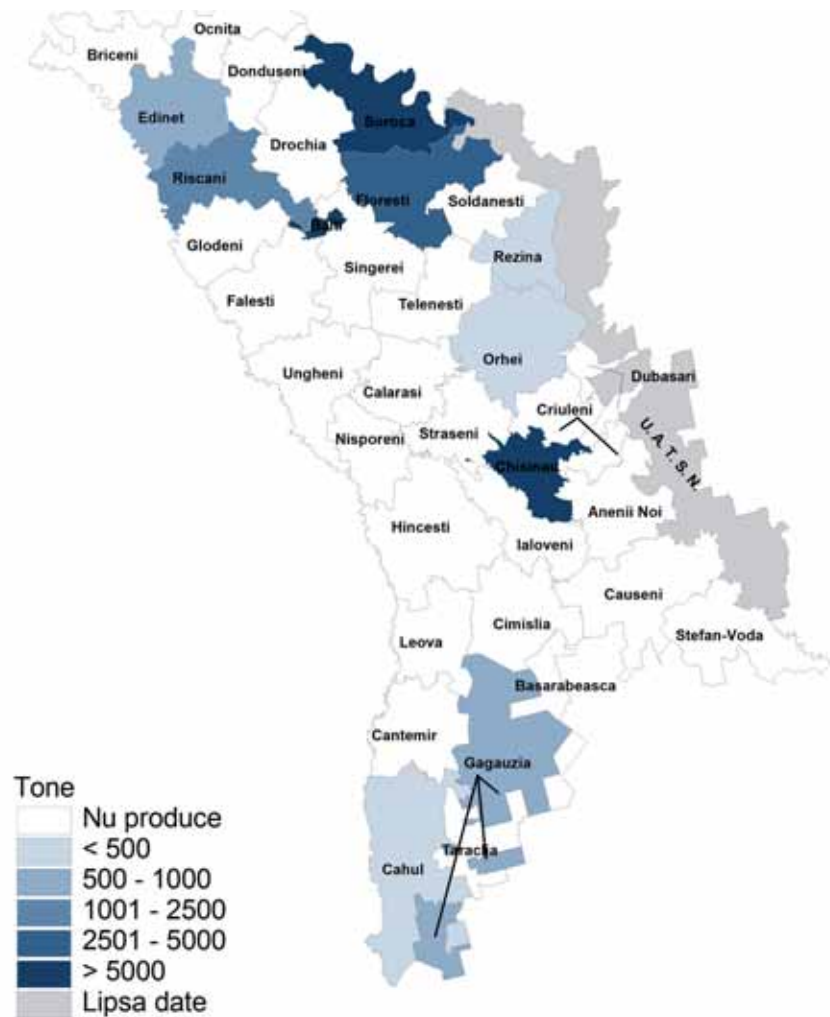 Ocnita
Briceni
Donduseni
Edinet
Soroca
Drochia
Riscani
Floresti
Soldanesti
Balti
Glodeni
Rezina
Singerei
Falesti
Telenesti
Orhei
Ungheni
Dubasari
Calarasi
Criuleni
Nisporeni
Straseni
U. A. T. S. N.
Chisinau
Anenii Noi
Hincesti
Ialoveni
Causeni
Cimislia
Stefan-Voda
Leova
Basarabeasca
Cantemir
Gagauzia
Taraclia
Cahul
Tone
Nu produce
< 500
500 - 1000
1001 - 2500
2501 - 5000
> 5000
Lipsa date